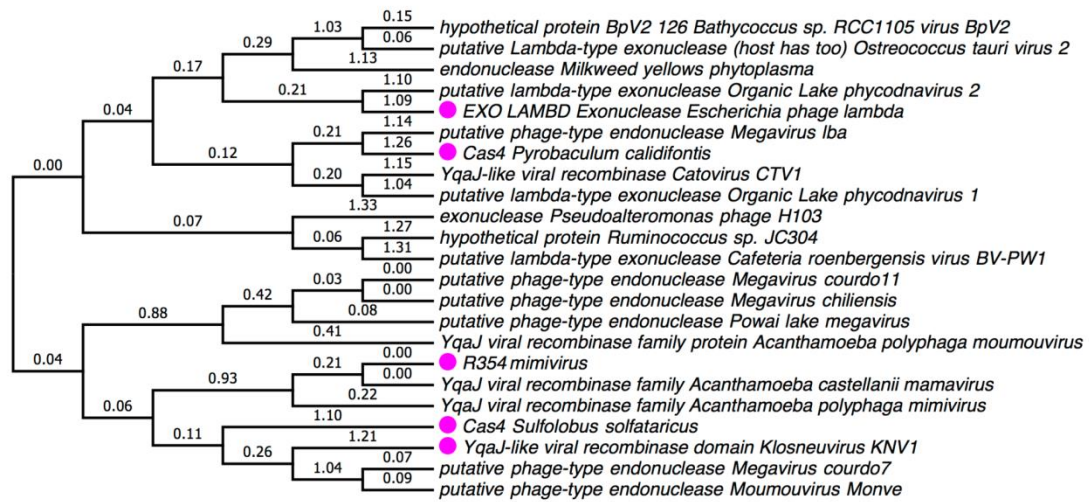 0.15
hypothetical protein BpV2 126 Bathycoccus sp. RCC1105 virus BpV2
1.03
0.06
putative Lambda-type exonuclease (host has too) Ostreococcus tauri virus 2
0.29
1.13
endonuclease Milkweed yellows phytoplasma
0.17
1.10
putative lambda-type exonuclease Organic Lake phycodnavirus 2
0.21
1.09
EXO LAMBD Exonuclease Escherichia phage lambda
0.04
1.14
putative phage-type endonuclease Megavirus lba
0.21
1.26
Cas4 Pyrobaculum calidifontis
0.12
1.15
YqaJ-like viral recombinase Catovirus CTV1
0.00
0.20
1.04
putative lambda-type exonuclease Organic Lake phycodnavirus 1
1.33
exonuclease Pseudoalteromonas phage H103
0.07
1.27
hypothetical protein Ruminococcus sp. JC304
0.06
1.31
putative lambda-type exonuclease Cafeteria roenbergensis virus BV-PW1
0.00
putative phage-type endonuclease Megavirus courdo11
0.03
0.00
putative phage-type endonuclease Megavirus chiliensis
0.42
0.08
putative phage-type endonuclease Powai lake megavirus
0.88
0.41
YqaJ viral recombinase family protein Acanthamoeba polyphaga moumouvirus
0.04
0.00
R354 mimivirus
0.21
0.00
YqaJ viral recombinase family Acanthamoeba castellanii mamavirus
0.93
0.22
YqaJ viral recombinase family Acanthamoeba polyphaga mimivirus
0.06
1.10
Cas4 Sulfolobus solfataricus
0.11
1.21
YqaJ-like viral recombinase domain Klosneuvirus KNV1
0.26
0.07
putative phage-type endonuclease Megavirus courdo7
1.04
0.09
putative phage-type endonuclease Moumouvirus Monve